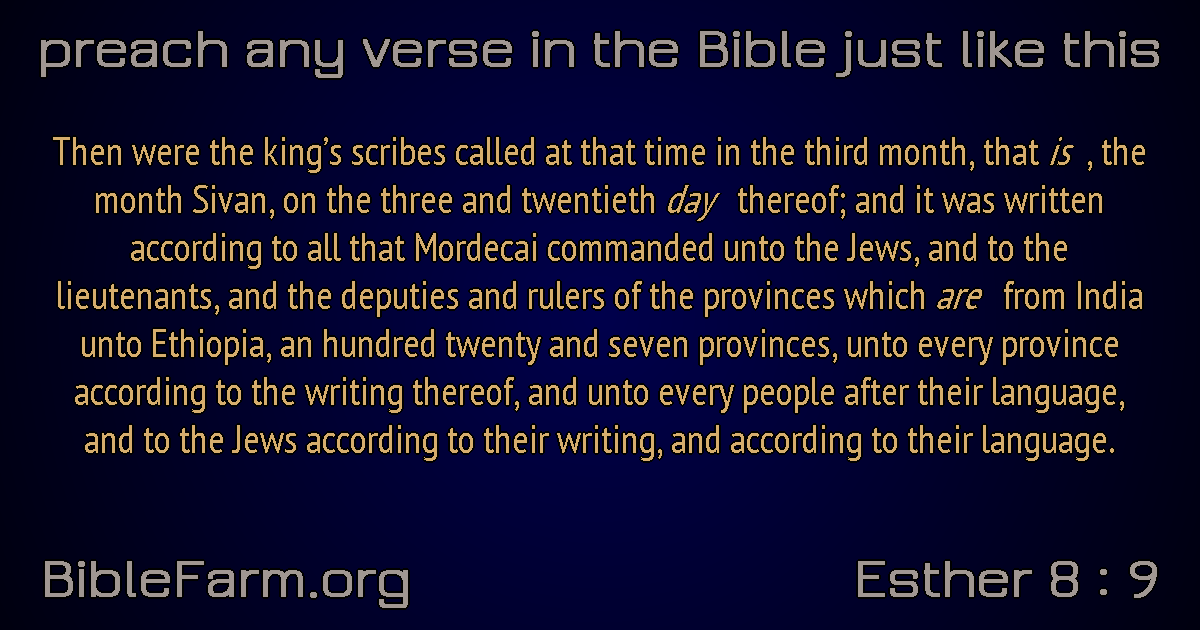 preach any verse in the Bible just like this
Then were the king’s scribes called at that time in the third month, that is , the
month Sivan, on the three and twentieth day thereof; and it was written
according to all that Mordecai commanded unto the Jews, and to the
lieutenants, and the deputies and rulers of the provinces which are from India
unto Ethiopia, an hundred twenty and seven provinces, unto every province
according to the writing thereof, and unto every people after their language,
and to the Jews according to their writing, and according to their language.
BibleFarm.org
Esther 8 : 9